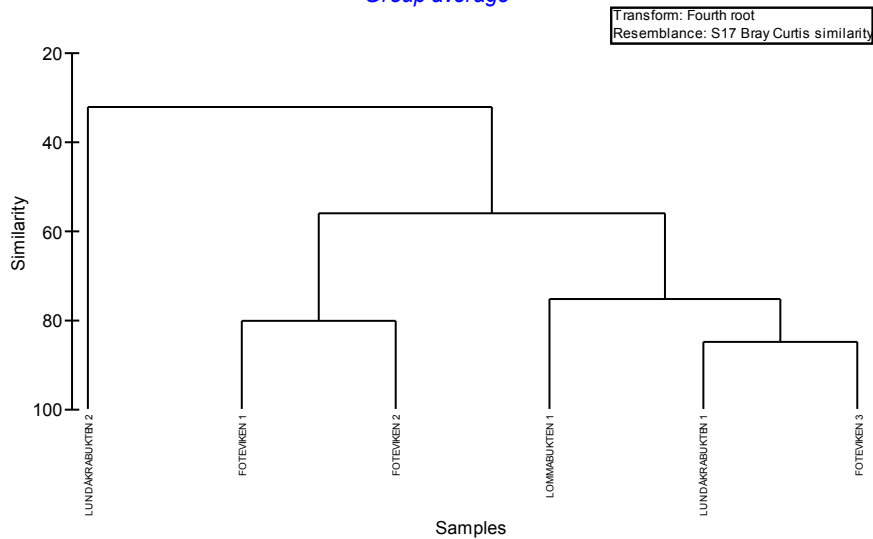 Group average
Transform: Fourth root
Resemblance: S17 Bray Curtis similarity
20
40
60
80
100
Similarity
LUNDÅKRABUKTEN 2
FOTEVIKEN 1
FOTEVIKEN 2
LOMMABUKTEN 1
LUNDÅKRABUKTEN 1
FOTEVIKEN 3
Samples